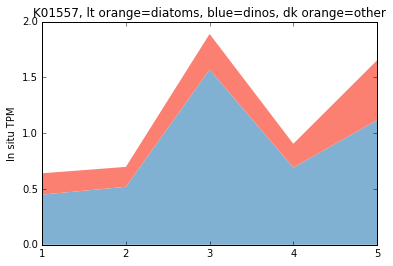 K01557, lt orange=diatoms, blue=dinos, dk orange=other
2.0
1.5
1.0
0.5
0.0
In situ TPM
1 2 3 4 5